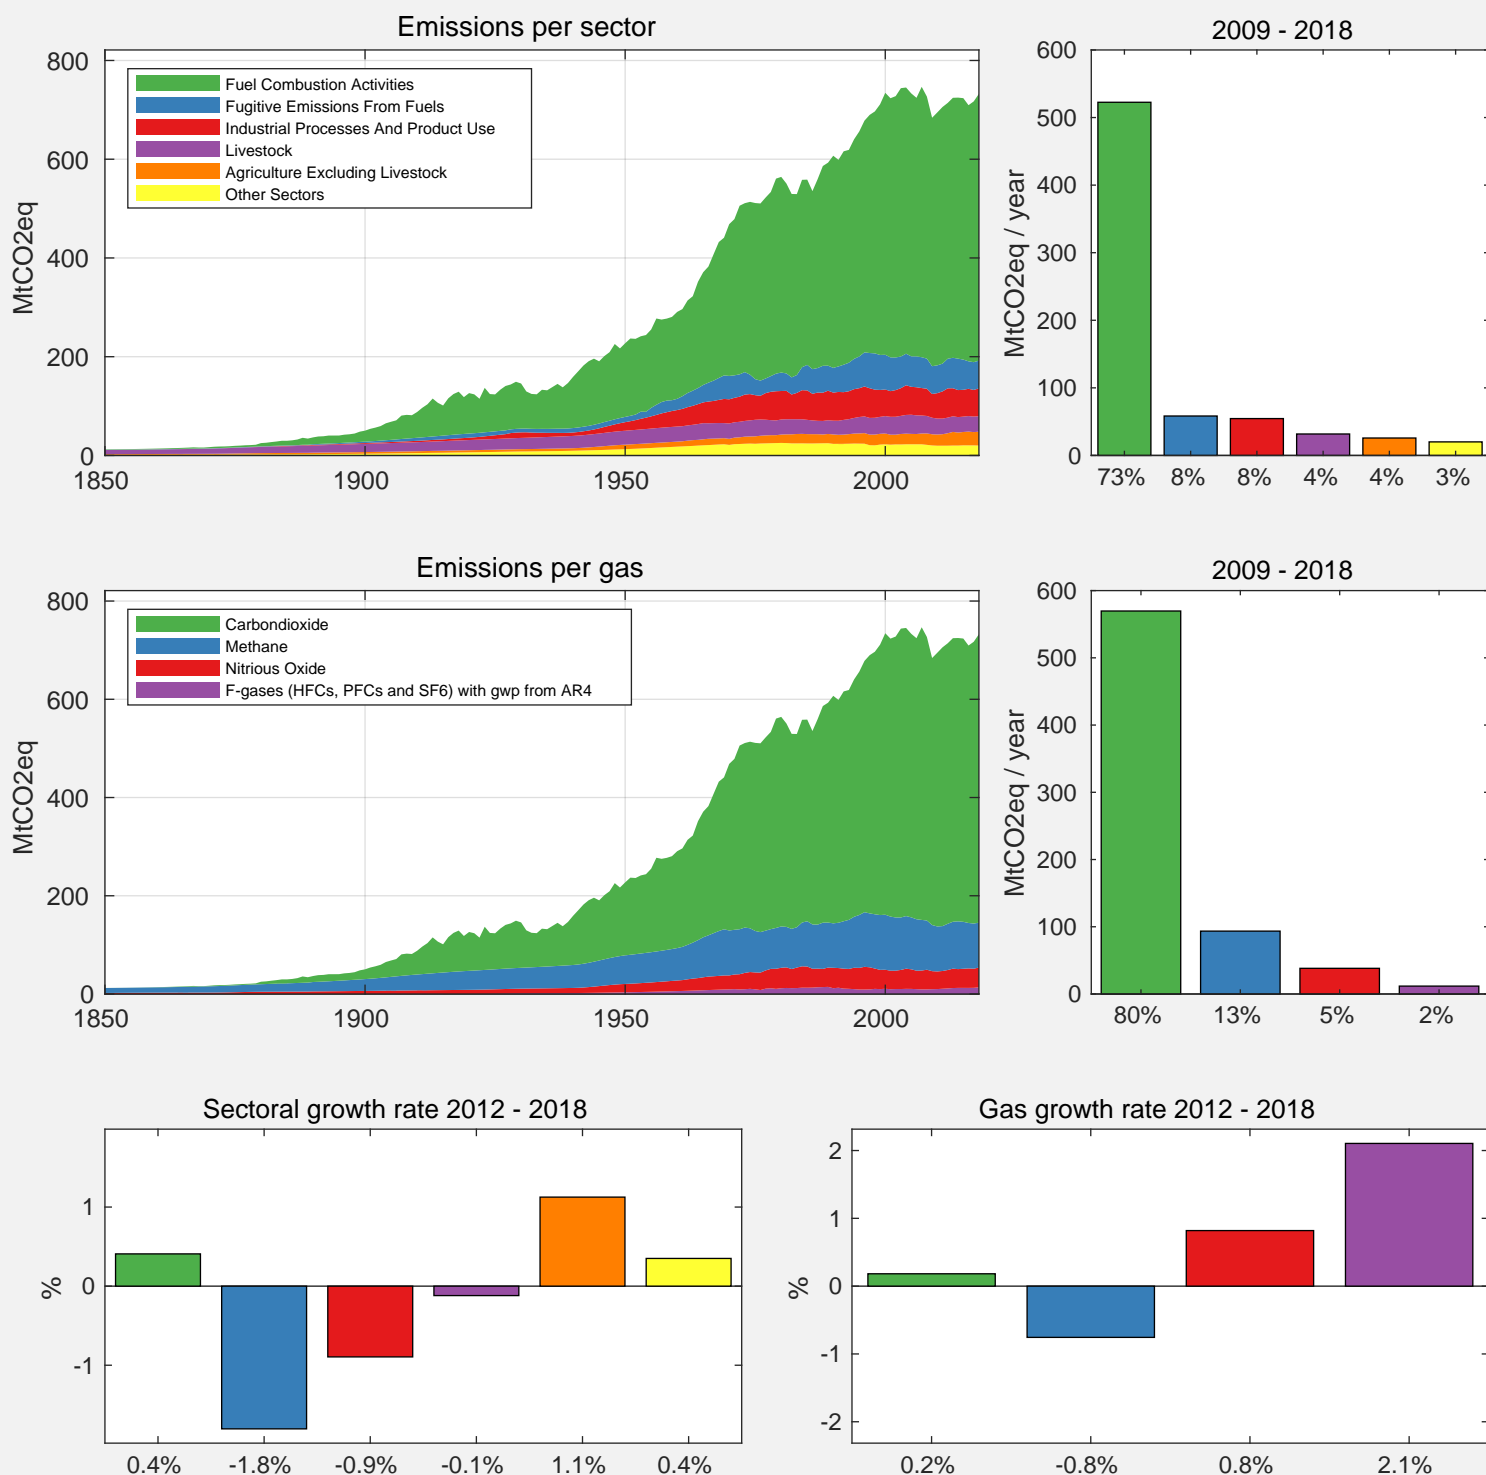 Emissions per sector
800
600
400
200
0
MtCO2eq
Fuel Combustion Activities
Fugitive Emissions From Fuels
Industrial Processes And Product Use
Livestock
Agriculture Excluding Livestock
Other Sectors
1850 1900 1950 2000
2009 - 2018
600
500
400
300
200
100
0
MtCO2eq / year
73% 8% 8% 4% 4% 3%
Emissions per gas
800
600
400
200
0
MtCO2eq
Carbondioxide
Methane
Nitrious Oxide
F-gases (HFCs, PFCs and SF6) with gwp from AR4
1850 1900 1950 2000
2009 - 2018
600
500
400
300
200
100
0
MtCO2eq / year
80% 13% 5% 2%
Sectoral growth rate 2012 - 2018
1
0
-1
%
0.4% -1.8% -0.9% -0.1% 1.1% 0.4%
Gas growth rate 2012 - 2018
2
1
0
-1
-2
%
0.2% -0.8% 0.8% 2.1%